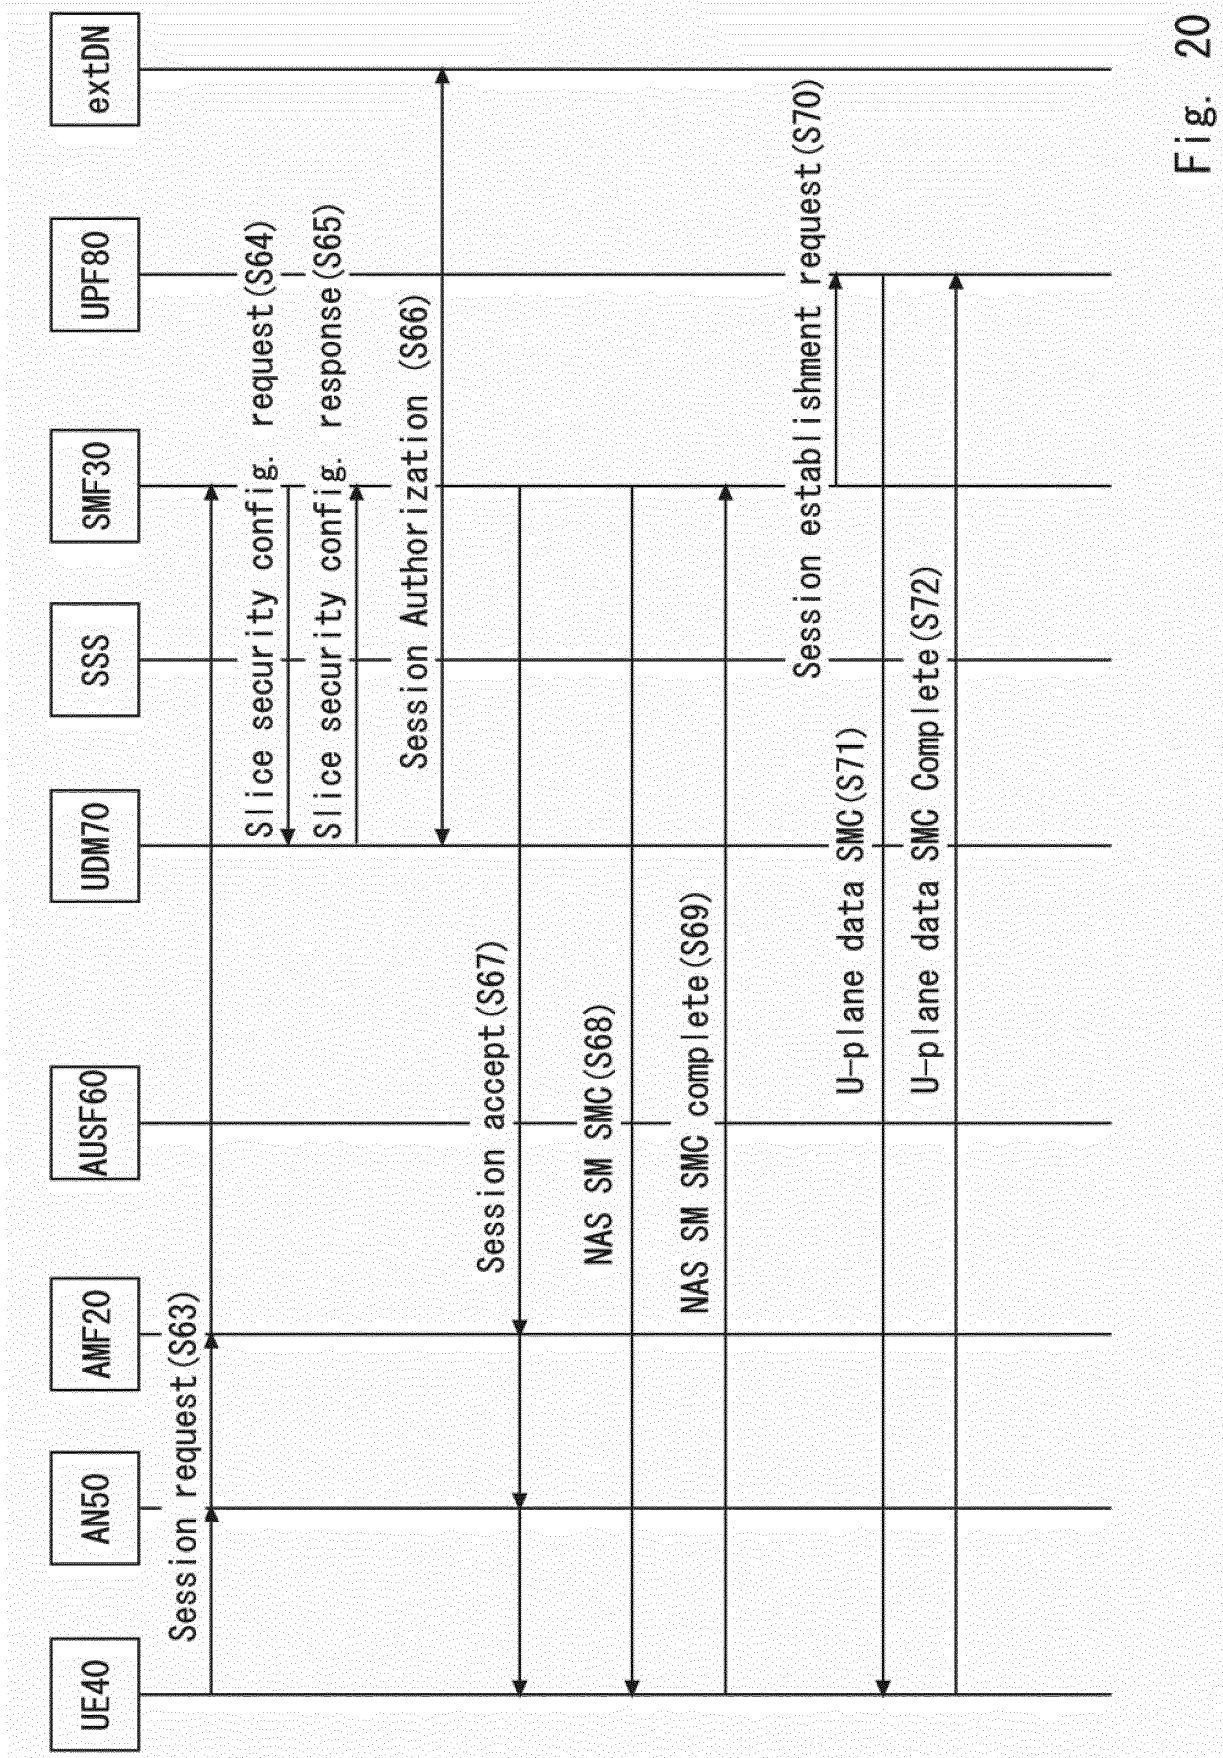 UE40
AN50
AMF20
AUSF60
UDM70
SSS
SMF30
UPF80
extDN
Session request(S63)
Slice security config. request(S64)
Slice security config. response(S65)
Session Authorization (S66)
Session accept(S67)
NAS SM SMC(S68)
NAS SM SMC complete(S69)
Session establishment request(S70)
U-plane data SMC(S71)
U-plane data SMC Complete(S72)
Fig. 20